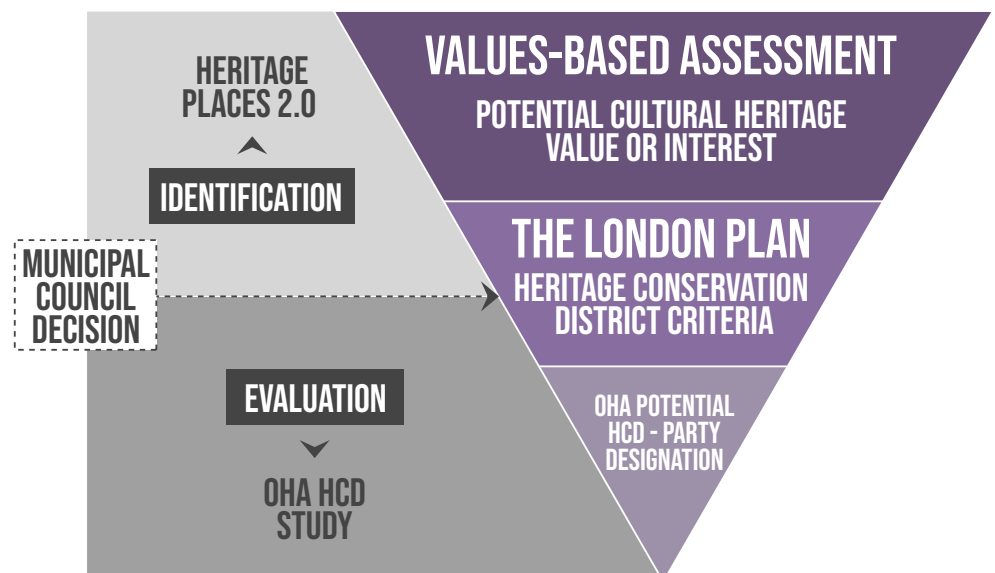 HERITAGE
PLACES 2.0
IDENTIFICATION
MUNICIPAL
COUNCIL
DECISION
EVALUATION
OHA HCD
STUDY
VALUES-BASED ASSESSMENT
POTENTIAL CULTURAL HERITAGE
VALUE OR INTEREST
THE LONDON PLAN
HERITAGE CONSERVATION
DISTRICT CRITERIA
OHA POTENTIAL
HCD - PARTY
DESIGNATION